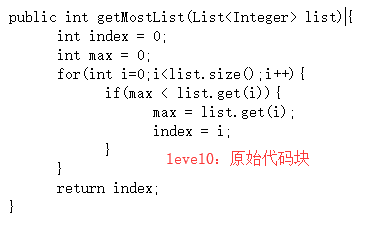 public int getMostList(List<Integer> list){
int index = 0;
int max = 0;
for(int i=0;i<list.size();i++){
if(max < list.get(i)){
max = list.get(i);
index = i;
}
level0：原始代码块
}
return index;
}